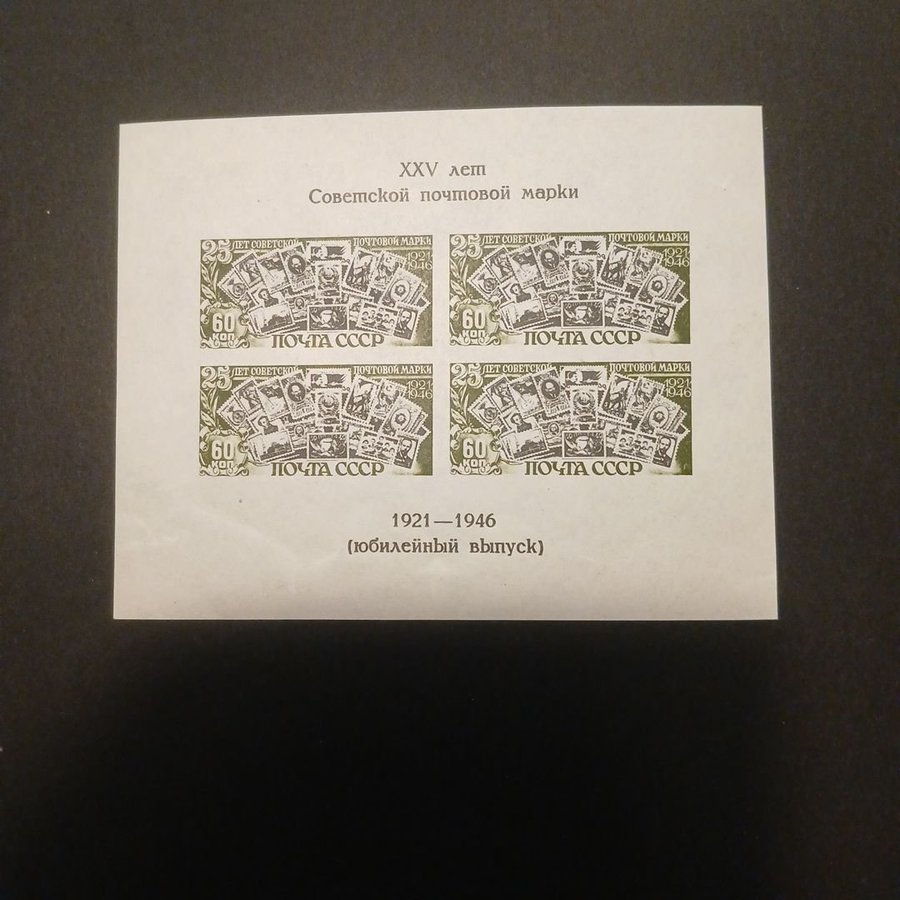 XXV лет
Советской почтовой марки
25 ЛЕТ СОВЕТСКОЙ ПОЧТОВОЙ МАРКИ
1921
1946
60
КОП
ПОЧТА СССР
25 ЛЕТ СОВЕТСКОЙ ПОЧТОВОЙ МАРКИ
1921
1946
60
КОП
ПОЧТА СССР
25 ЛЕТ СОВЕТСКОЙ ПОЧТОВОЙ МАРКИ
1921
1946
60
КОП
ПОЧТА СССР
25 ЛЕТ СОВЕТСКОЙ ПОЧТОВОЙ МАРКИ
1921
1946
60
КОП
ПОЧТА СССР
1921—1946
(юбилейный выпуск)